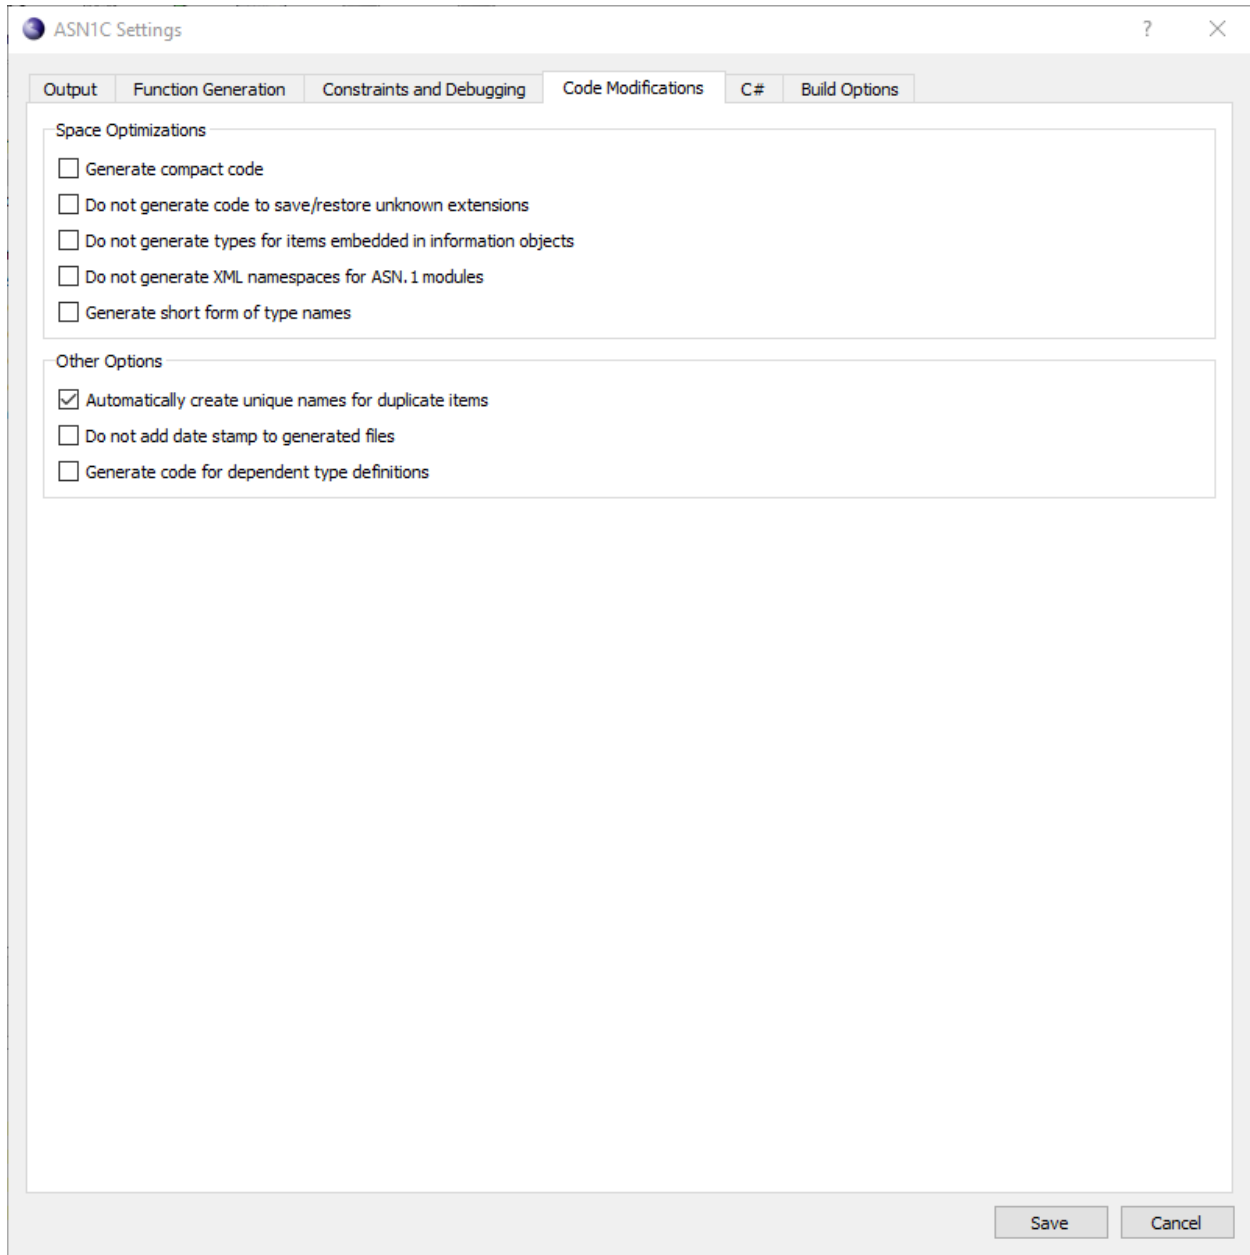 ASN1C Settings
?
Output Function Generation Constraints and Debugging Code Modifications C# Build Options
Space Optimizations
Generate compact code
Do not generate code to save/restore unknown extensions
Do not generate types for items embedded in information objects
Do not generate XML namespaces for ASN.1 modules
Generate short form of type names
Other Options
Automatically create unique names for duplicate items
Do not add date stamp to generated files
Generate code for dependent type definitions
Save Cancel